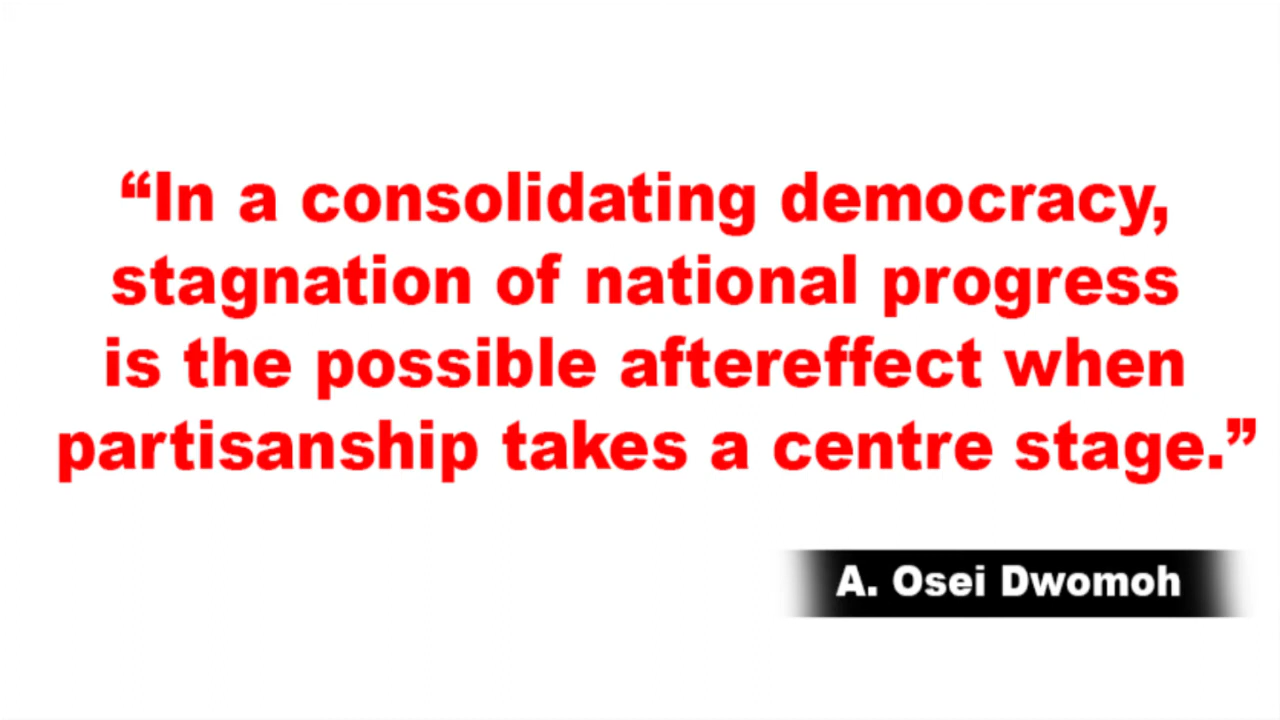 “In a consolidating democracy,
stagnation of national progress
is the possible aftereffect when
partisanship takes a centre stage.”
A. Osei Dwomoh